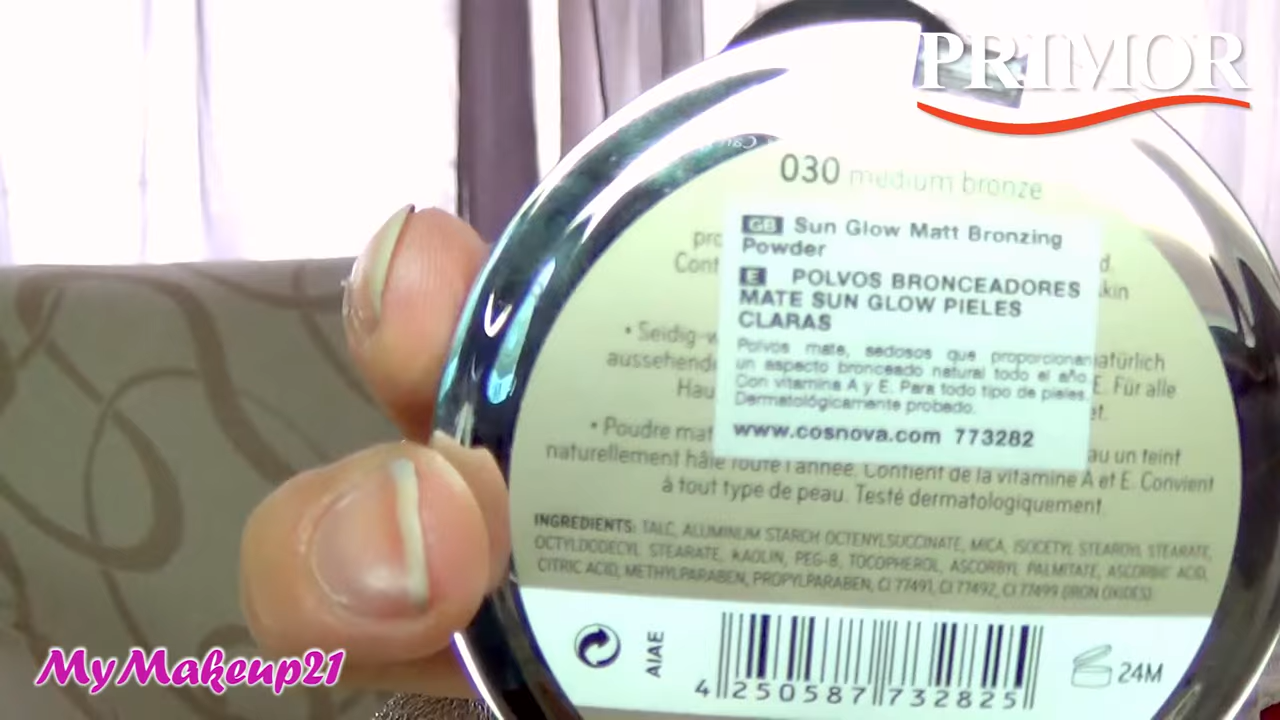 PRIMOR
030 medium bronze
GB Sun Glow Matt Bronzing
Powder
E POLVOS BRONCEADORES
MATE SUN GLOW PIELES
CLARAS
Polvos mate, sedosos que proporcionan
un aspecto bronceado natural todo el año.
Con vitamina A y E. Para todo tipo de pieles.
Dermatológicamente probado.
www.cosnova.com 773282
Cont
• Seidig-
aussehende
E. Für alle
Hau
• Poudre mat
au un teint
naturellement hâlé toute l'année. Contient de la vitamine A et E. Convient
à tout type de peau. Testé dermatologiquement.
INGREDIENTS: TALC, ALUMINUM STARCH OCTENYLSUCCINATE, MICA, ISOCETYL STEAROYL STEARATE,
OCTYLDODECYL STEARATE, KAOLIN, PEG-8, TOCOPHEROL, ASCORBYL PALMITATE, ASCORBIC ACID,
CITRIC ACID, METHYLPARABEN, PROPYLPARABEN, CI 77491, CI 77492, CI 77499 (IRON OXIDES)
AIAE
4 250587 732825
24M
MyMakeup21